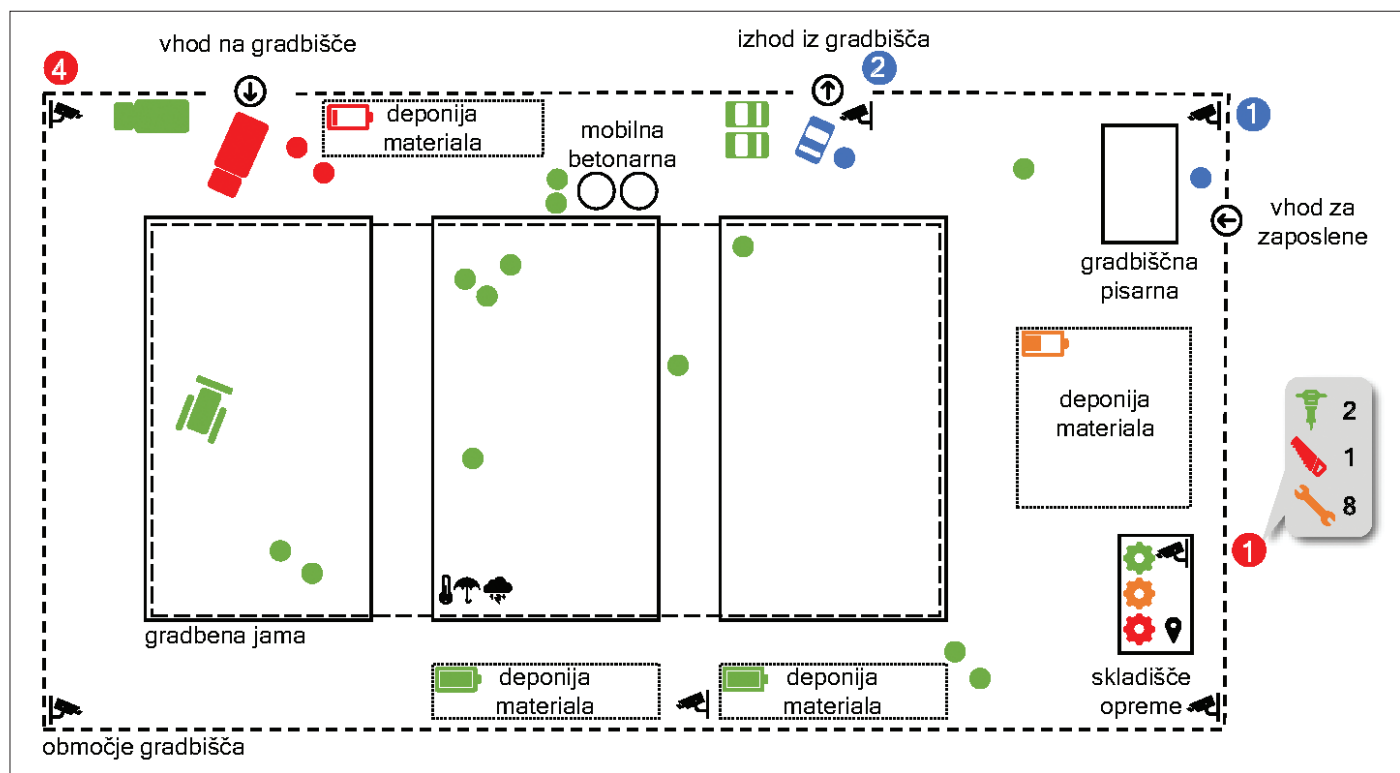 vhod na gradbišče
izhod iz gradbišča
4
2
1
deponija
materiala
mobilna
betonarna
vhod za
zaposlene
gradbiščna
pisarna
deponija
materiala
2
1
8
1
gradbena jama
deponija
materiala
deponija
materiala
skladišče
opreme
območje gradbišča